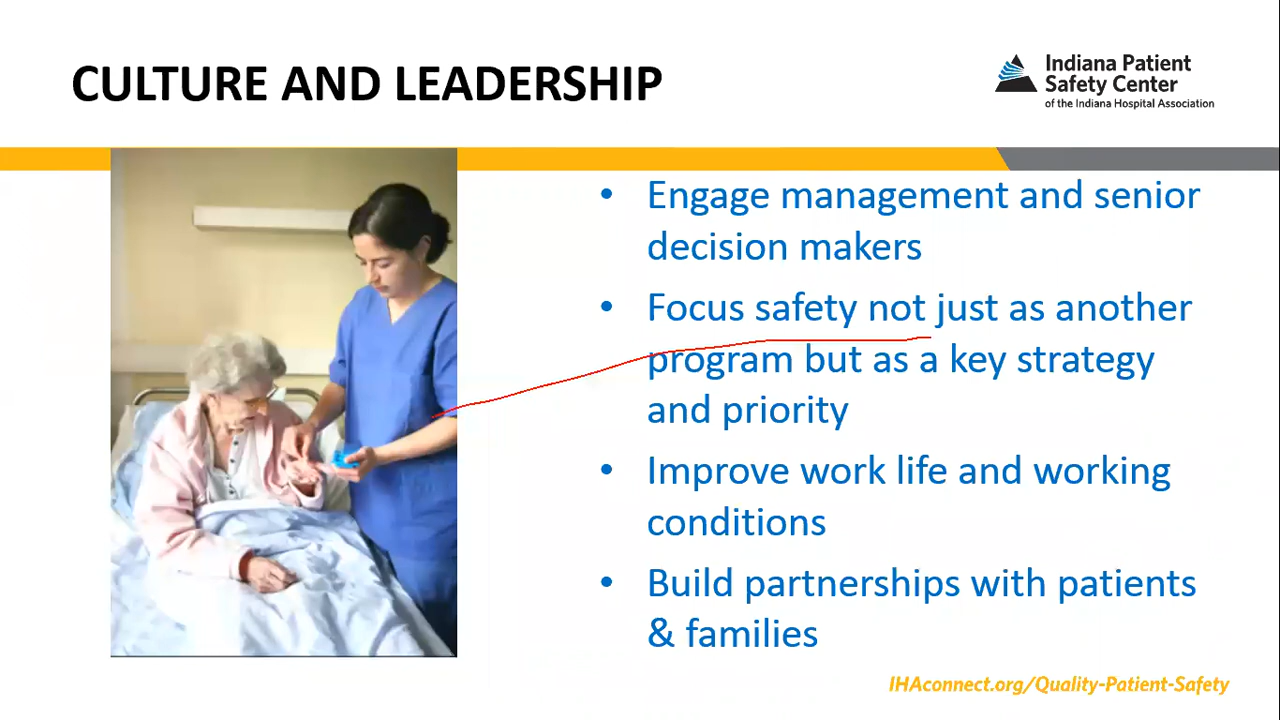 CULTURE AND LEADERSHIP
Indiana Patient
Safety Center
of the Indiana Hospital Association
• Engage management and senior
decision makers
• Focus safety not just as another
program but as a key strategy
and priority
• Improve work life and working
conditions
• Build partnerships with patients
& families
IHAconnect.org/Quality-Patient-Safety